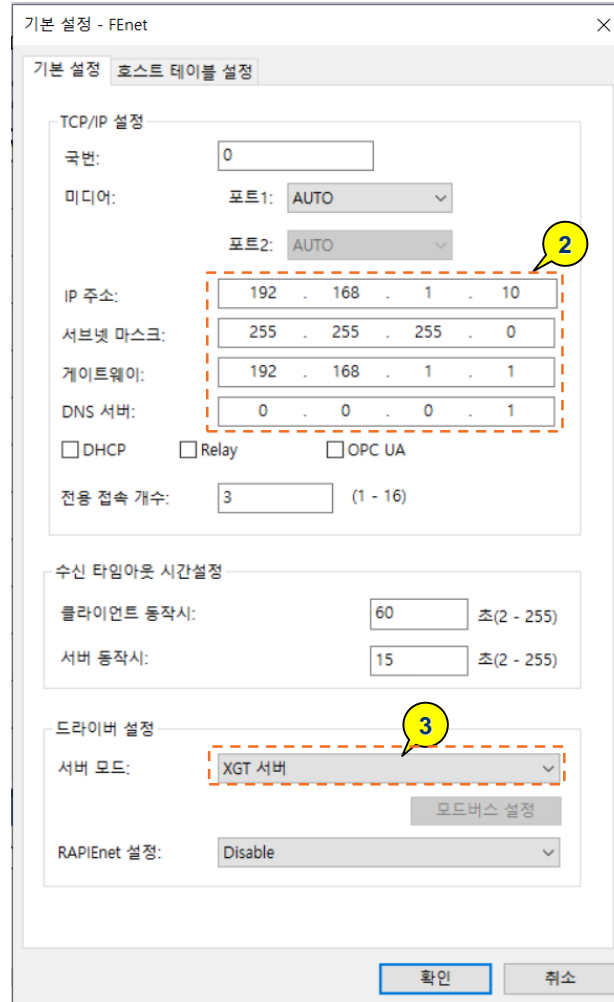 기본 설정 - FEnet
기본 설정 호스트 테이블 설정
TCP/IP 설정
국번: 0
미디어: 포트1: AUTO
포트2: AUTO
2
IP 주소: 192 . 168 . 1 . 10
서브넷 마스크: 255 . 255 . 255 . 0
게이트웨이: 192 . 168 . 1 . 1
DNS 서버: 0 . 0 . 0 . 1
DHCP Relay OPC UA
전용 접속 개수: 3 (1 - 16)
수신 타임아웃 시간설정
클라이언트 동작시: 60 초(2 - 255)
서버 동작시: 15 초(2 - 255)
드라이버 설정
3
서버 모드: XGT 서버
모드버스 설정
RAPIEnet 설정: Disable
확인 취소